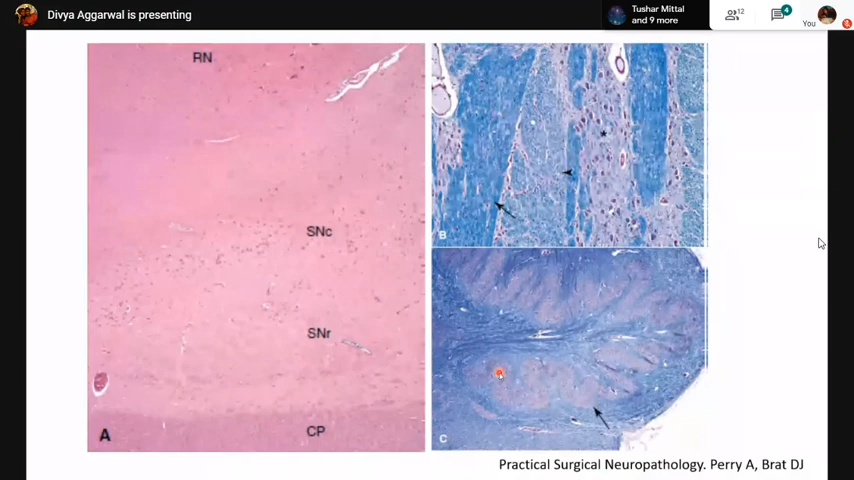 Divya Aggarwal is presenting
Tushar Mittal
and 9 more
12
4
You
RN
SNc
SNr
CP
A
B
C
Practical Surgical Neuropathology. Perry A, Brat DJ